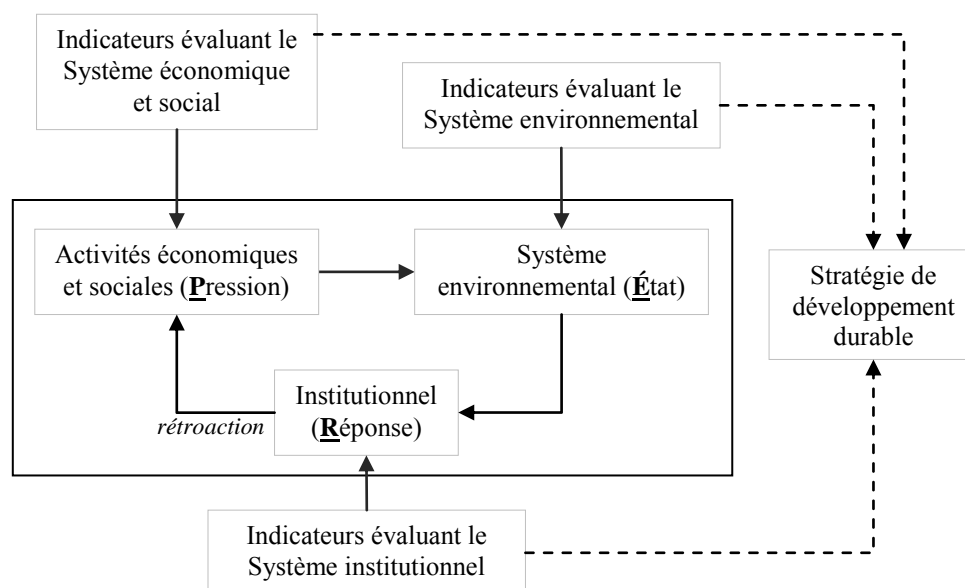 Indicateurs évaluant le
Système économique
et social
Indicateurs évaluant le
Système environnemental
Activités économiques
et sociales (Pression)
Système
environnemental (État)
Stratégie de
développement
durable
Institutionnel
(Réponse)
rétroaction
Indicateurs évaluant le
Système institutionnel